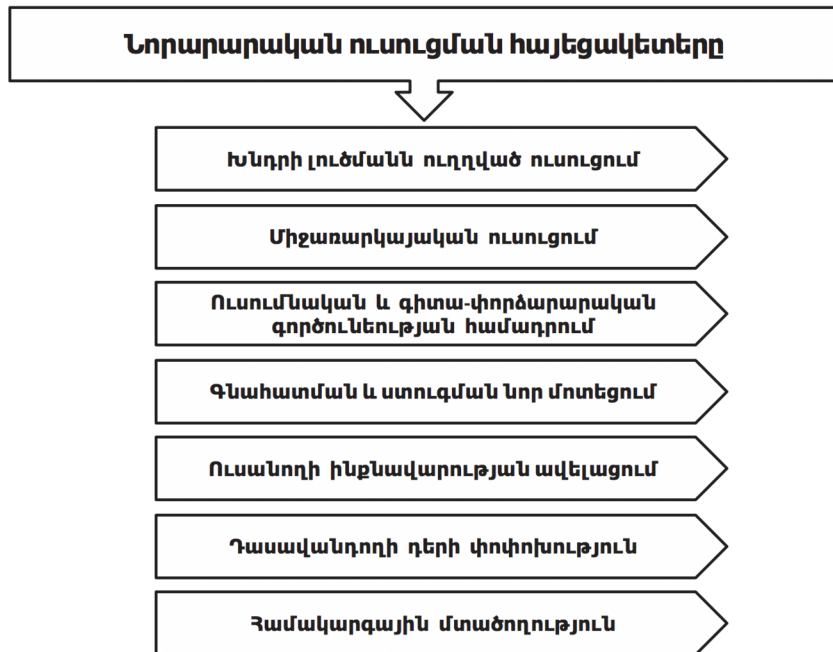 Նորարարական ուսուցման հայեցակետերը
Խնդրի լուծմանն ուղղված ուսուցում
Միջառարկայական ուսուցում
Ուսումնական և գիտա-փորձարարական
գործունեության համադրում
Գնահատման և ստուգման նոր մոտեցում
Ուսանողի ինքնավարության ավելացում
Դասավանդողի դերի փոփոխություն
Համակարգային մտածողություն